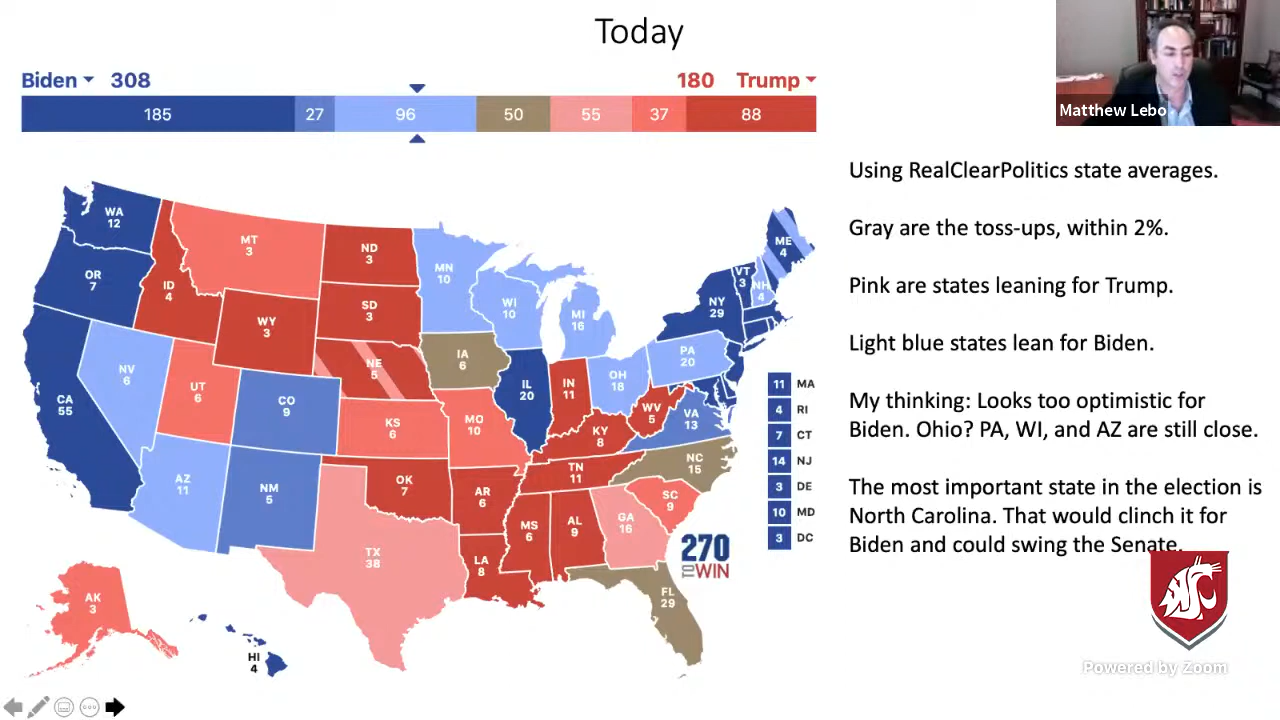 Today
Biden 308
180 Trump
185 27 96 50 55 37 88
Matthew Lebo
Using RealClearPolitics state averages.
Gray are the toss-ups, within 2%.
Pink are states leaning for Trump.
Light blue states lean for Biden.
My thinking: Looks too optimistic for
Biden. Ohio? PA, WI, and AZ are still close.
The most important state in the election is
North Carolina. That would clinch it for
Biden and could swing the Senate.
WA
12
OR
7
CA
55
NV
6
ID
4
MT
3
WY
3
UT
6
CO
9
AZ
11
NM
5
ND
3
SD
3
NE
5
KS
6
OK
7
TX
38
MN
10
IA
6
MO
10
AR
6
LA
8
WI
10
IL
20
MI
16
IN
11
OH
18
KY
8
TN
11
MS
6
AL
9
GA
16
FL
29
SC
9
NC
15
VA
13
WV
5
PA
20
NY
29
VT
3
NH
4
ME
4
AK
3
HI
4
11 MA
4 RI
7 CT
14 NJ
3 DE
10 MD
3 DC
270
TO WIN
Powered by Zoom